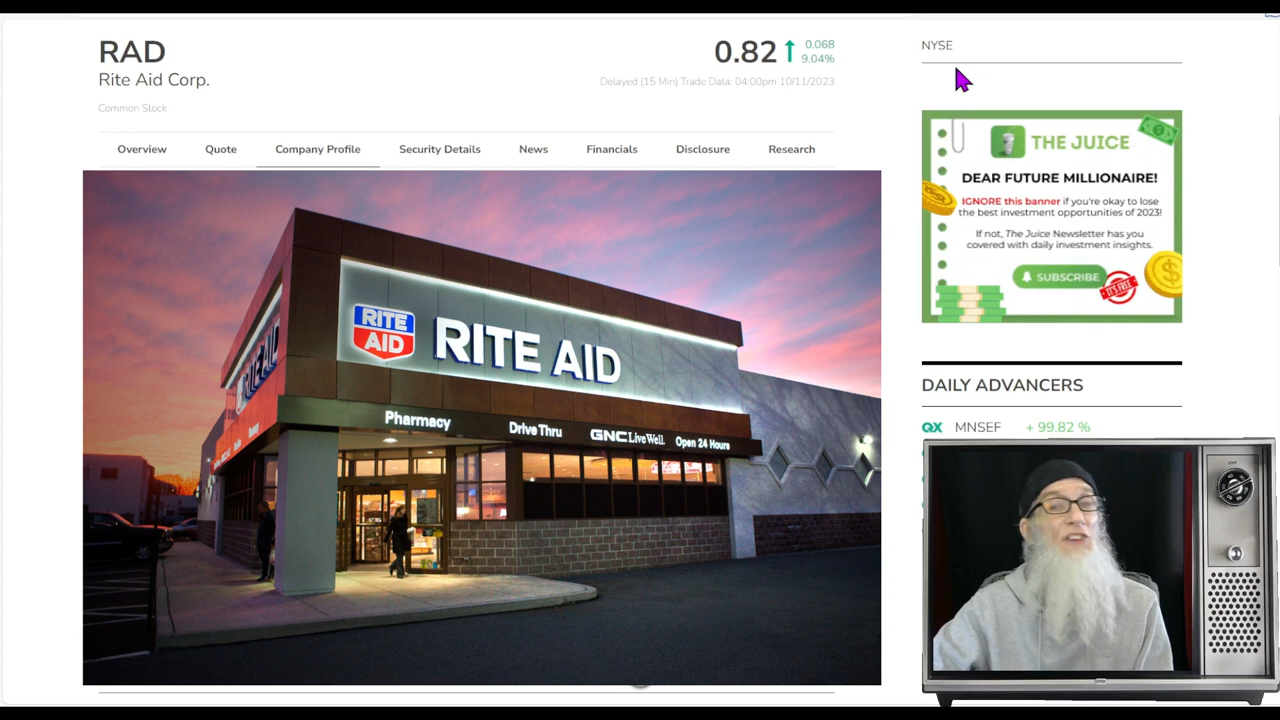 RAD
Rite Aid Corp.
Common Stock
0.82
0.068
9.04%
Delayed (15 Min) Trade Data: 04:00pm 10/11/2023
Overview
Quote
Company Profile
Security Details
News
Financials
Disclosure
Research
RITE
AID
RITE AID
RITE AID
Pharmacy
Drive Thru
GNC LiveWell.
Open 24 Hours
NYSE
THE JUICE
DEAR FUTURE MILLIONAIRE!
IGNORE this banner if you're okay to lose
the best investment opportunities of 2023!
If not, The Juice Newsletter has you
covered with daily investment insights.
SUBSCRIBE
IT'S FREE
DAILY ADVANCERS
QX MNSEF + 99.82 %